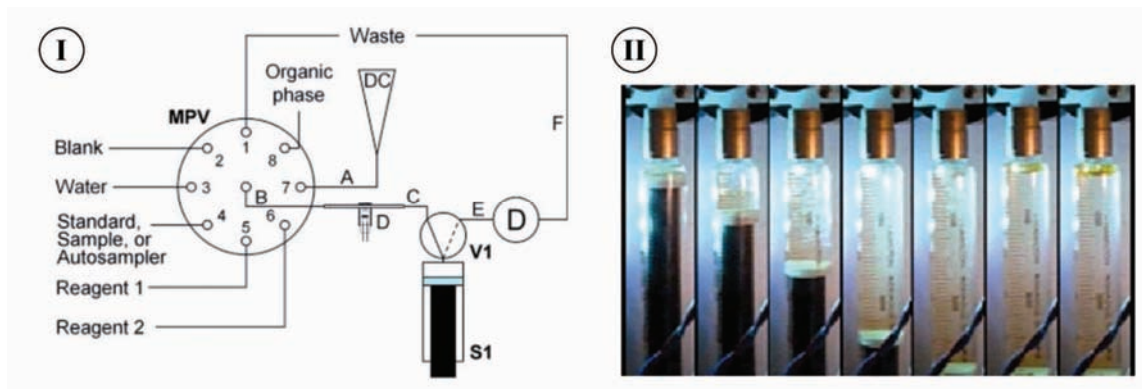 I
Waste
Organic
phase
DC
MPV
F
Blank
1
2
8
Water
3
7
A
B
C
E
D
Standard,
Sample, or
Autosampler
4
5
6
D
V1
Reagent 1
Reagent 2
S1
II